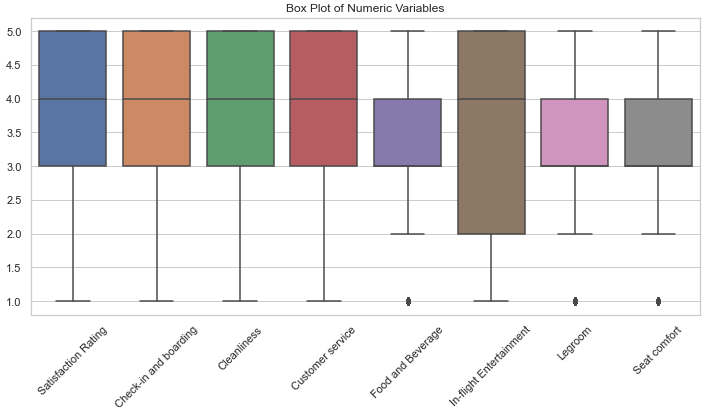 Box Plot of Numeric Variables
5.0
4.5
4.0
3.5
3.0
2.5
2.0
1.5
1.0
Satisfaction Rating
Check-in and boarding
Cleanliness
Customer service
Food and Beverage
In-flight Entertainment
Legroom
Seat comfort